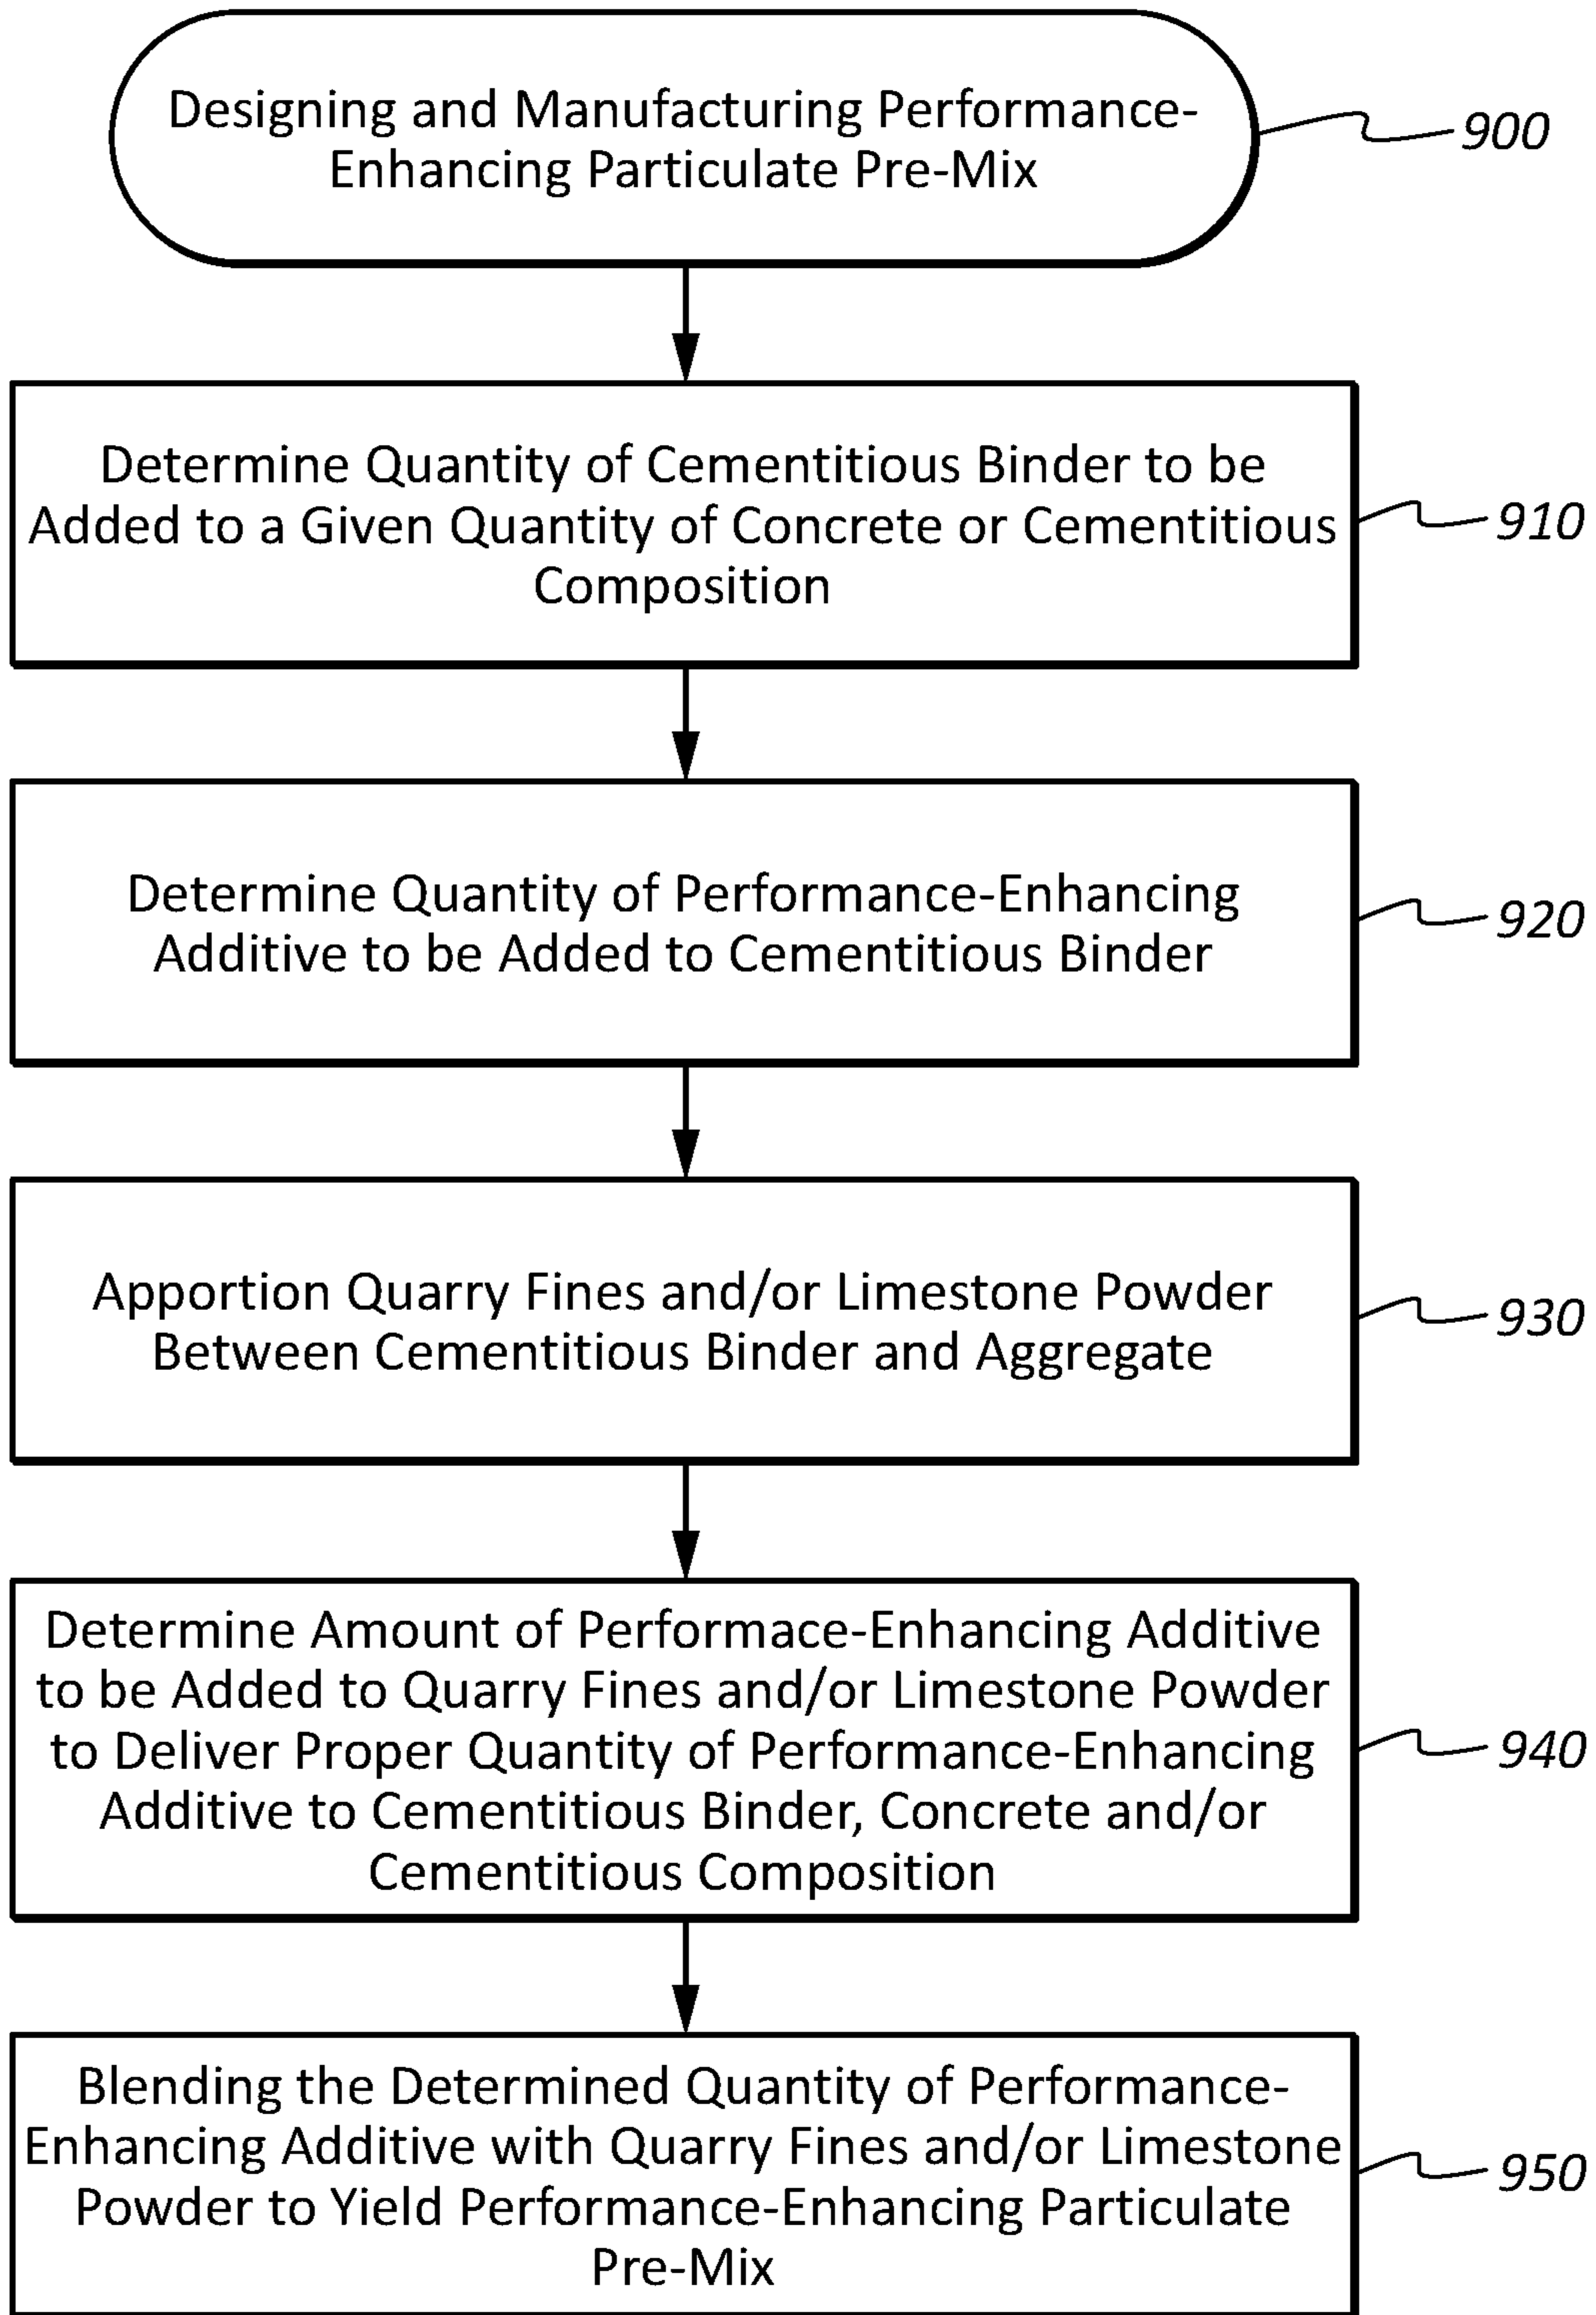 Designing and Manufacturing Performance-
Enhancing Particulate Pre-Mix
900
Determine Quantity of Cementitious Binder to be
Added to a Given Quantity of Concrete or Cementitious
Composition
910
Determine Quantity of Performance-Enhancing
Additive to be Added to Cementitious Binder
920
Apportion Quarry Fines and/or Limestone Powder
Between Cementitious Binder and Aggregate
930
Determine Amount of Performace-Enhancing Additive
to be Added to Quarry Fines and/or Limestone Powder
to Deliver Proper Quantity of Performance-Enhancing
Additive to Cementitious Binder, Concrete and/or
Cementitious Composition
940
Blending the Determined Quantity of Performance-
Enhancing Additive with Quarry Fines and/or Limestone
Powder to Yield Performance-Enhancing Particulate
Pre-Mix
950